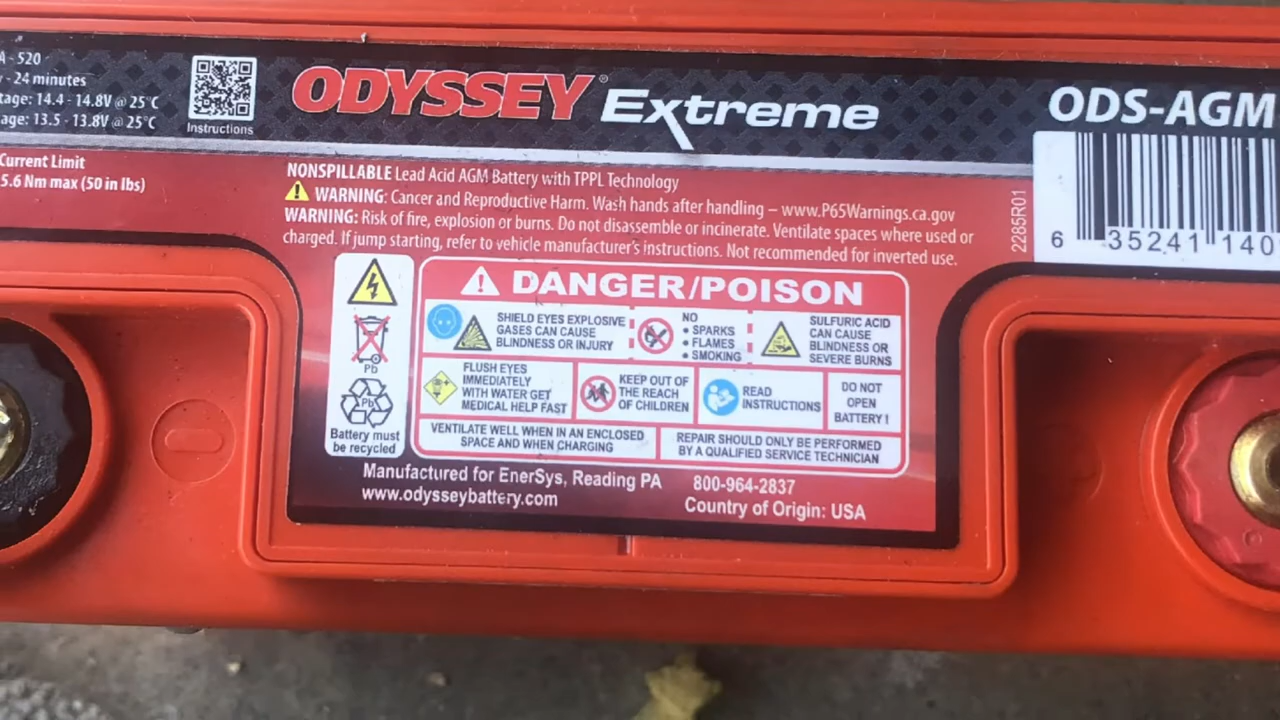 A - 520
- 24 minutes
tage: 14.4 - 14.8V @ 25°C
age: 13.5 - 13.8V @ 25°C
Instructions
ODYSSEY® Extreme
ODS-AGM
Current Limit
5.6 Nm max (50 in lbs)
NONSPILLABLE Lead Acid AGM Battery with TPPL Technology
WARNING: Cancer and Reproductive Harm. Wash hands after handling – www.P65Warnings.ca.gov
WARNING: Risk of fire, explosion or burns. Do not disassemble or incinerate. Ventilate spaces where used or
charged. If jump starting, refer to vehicle manufacturer's instructions. Not recommended for inverted use.
2285R01
6 35241 140
DANGER/POISON
SHIELD EYES EXPLOSIVE
GASES CAN CAUSE
BLINDNESS OR INJURY
NO
• SPARKS
• FLAMES
• SMOKING
SULFURIC ACID
CAN CAUSE
BLINDNESS OR
SEVERE BURNS
FLUSH EYES
IMMEDIATELY
WITH WATER GET
MEDICAL HELP FAST
KEEP OUT OF
THE REACH
OF CHILDREN
READ
INSTRUCTIONS
DO NOT
OPEN
BATTERY !
VENTILATE WELL WHEN IN AN ENCLOSED
SPACE AND WHEN CHARGING
REPAIR SHOULD ONLY BE PERFORMED
BY A QUALIFIED SERVICE TECHNICIAN
Pb
Pb
Battery must
be recycled
Manufactured for EnerSys, Reading PA
www.odysseybattery.com
800-964-2837
Country of Origin: USA